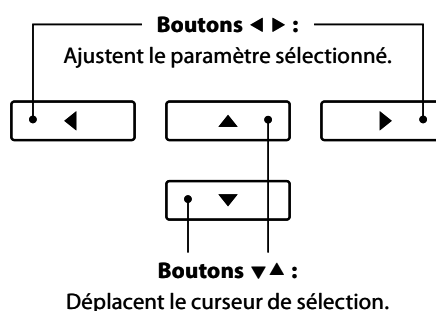 Boutons ◀ ▶ :
Ajustent le paramètre sélectionné.
Boutons ▼▲ :
Déplacent le curseur de sélection.